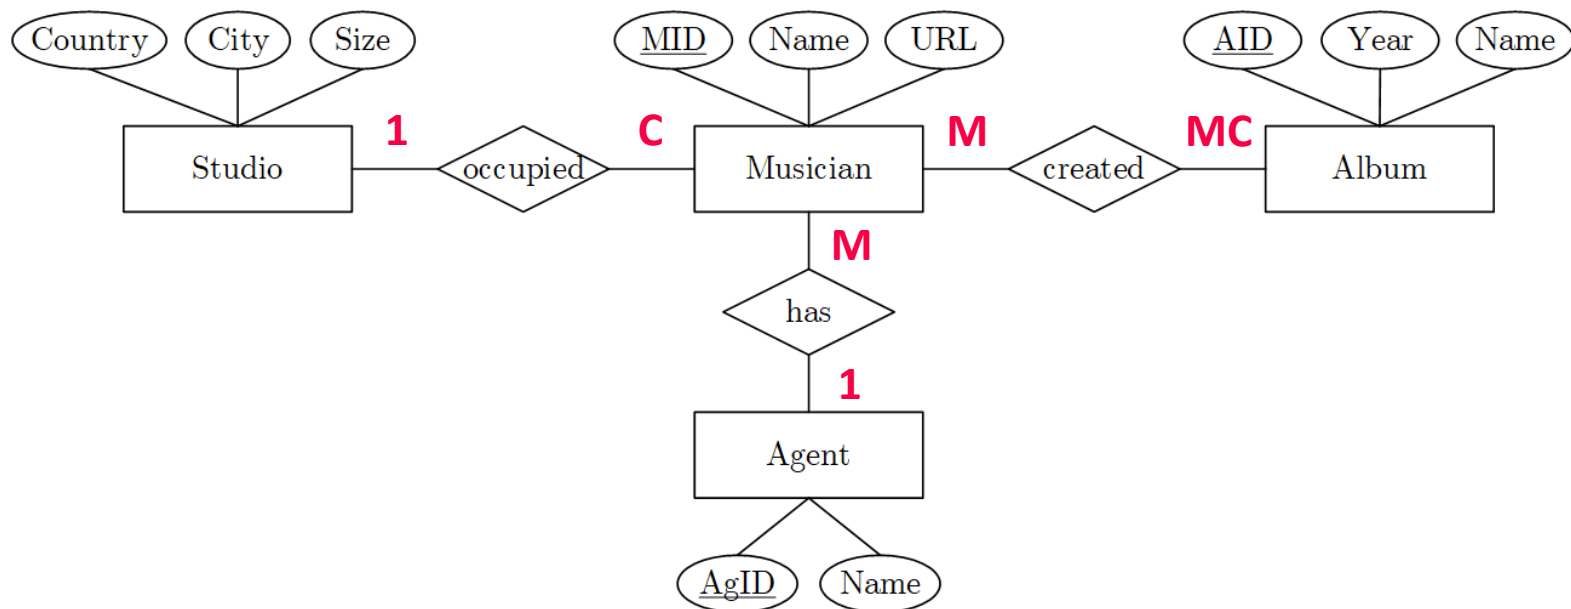 Country City Size MID Name URL AID Year Name
1 C M MC
Studio occupied Musician created Album
M
has
1
Agent
AgID Name